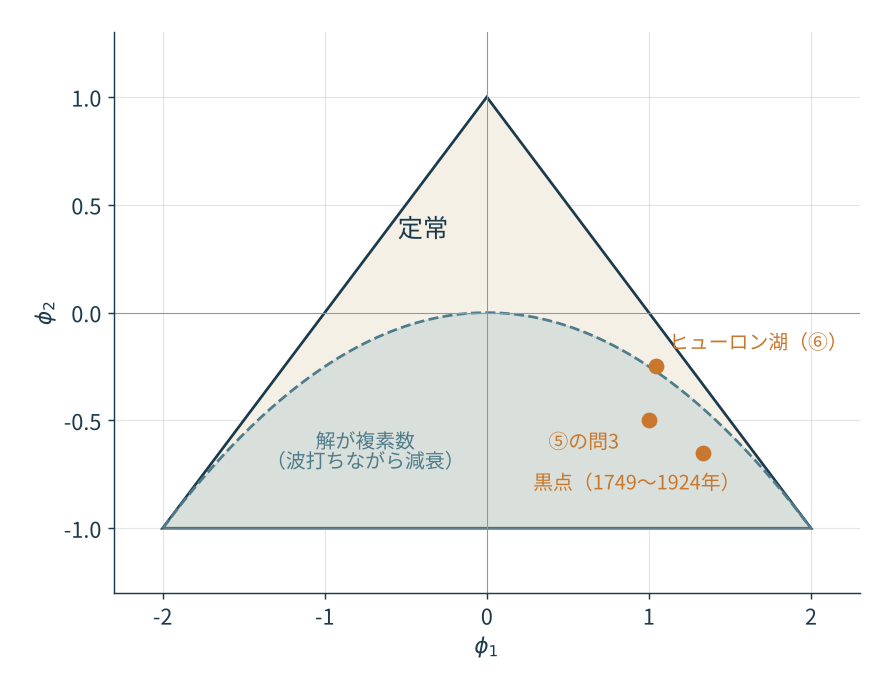 1.0
0.5
0.0
-0.5
-1.0
ϕ2
定常
ヒューロン湖（⑥）
解が複素数
（波打ちながら減衰）
⑤の問3
黒点（1749〜1924年）
-2
-1
0
1
2
ϕ1